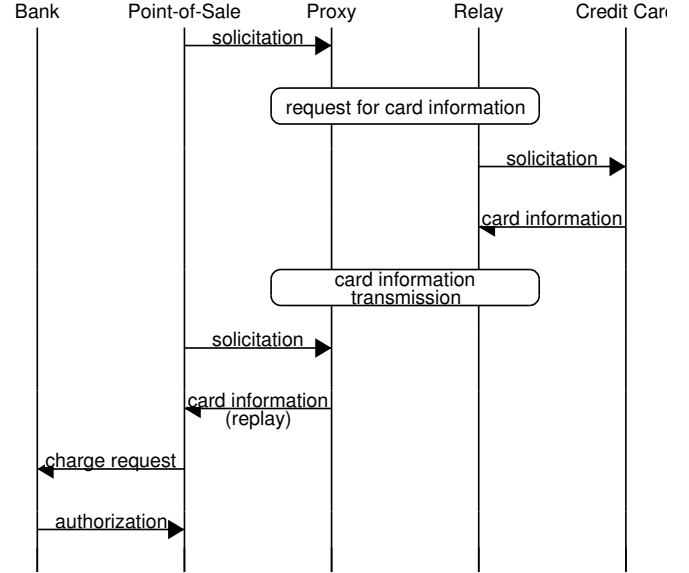 Bank Point-of-Sale Proxy Relay Credit Car
solicitation
request for card information
solicitation
card information
card information
transmission
solicitation
card information
(replay)
charge request
authorization